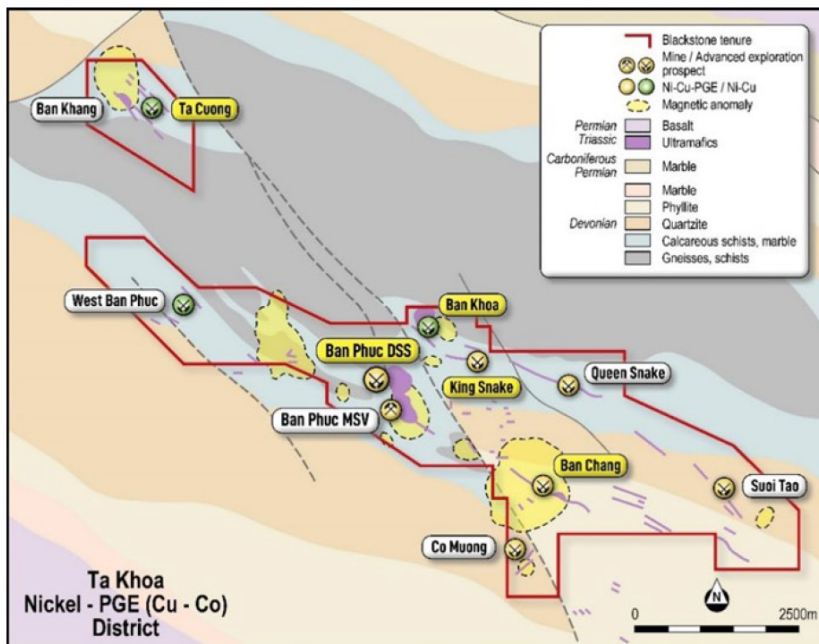 Blackstone tenure
Mine / Advanced exploration
prospect
Ni-Cu-PGE / Ni-Cu
Magnetic anomaly
Permian
Triassic
Basalt
Ultramafics
Carboniferous
Permian
Marble
Marble
Phyllite
Devonian
Quartzite
Calcareous schists, marble
Gneisses, schists
Ban Khang
Ta Cuong
West Ban Phuc
Ban Khoa
Ban Phuc DSS
King Snake
Queen Snake
Ban Phuc MSV
Ban Chang
Suoi Tao
Co Muong
Ta Khoa
Nickel - PGE (Cu - Co)
District
N
0
2500m